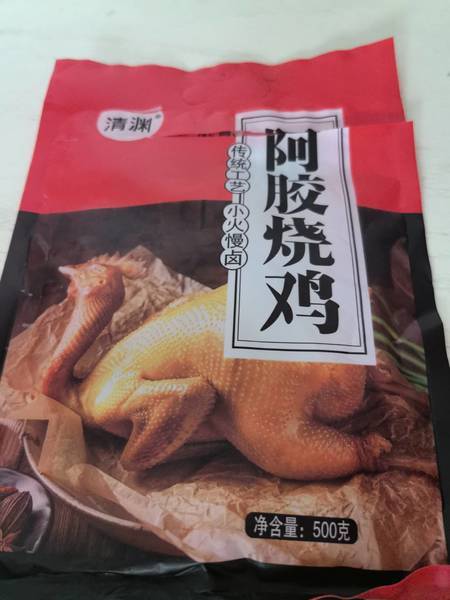 清渊®
阿胶烧鸡
传统工艺 小火慢卤
净含量：500克